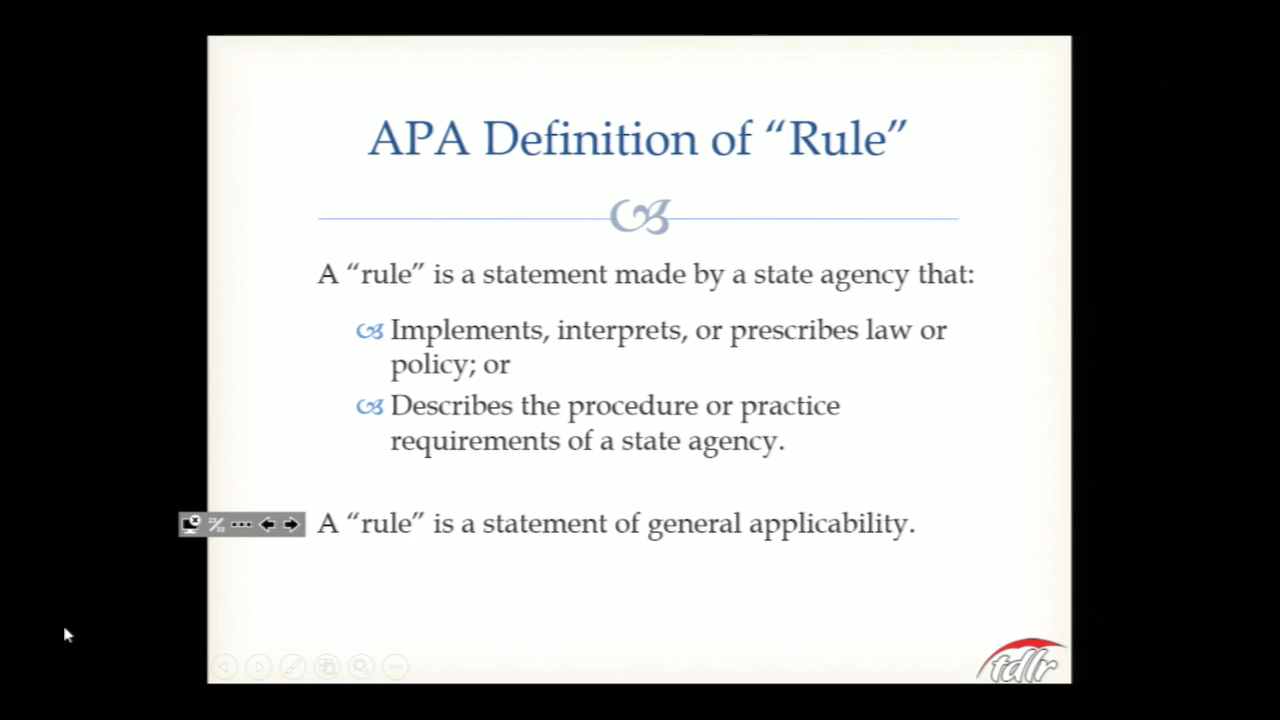 APA Definition of “Rule”
A “rule” is a statement made by a state agency that:
Implements, interprets, or prescribes law or
policy; or
Describes the procedure or practice
requirements of a state agency.
A “rule” is a statement of general applicability.
tdlr